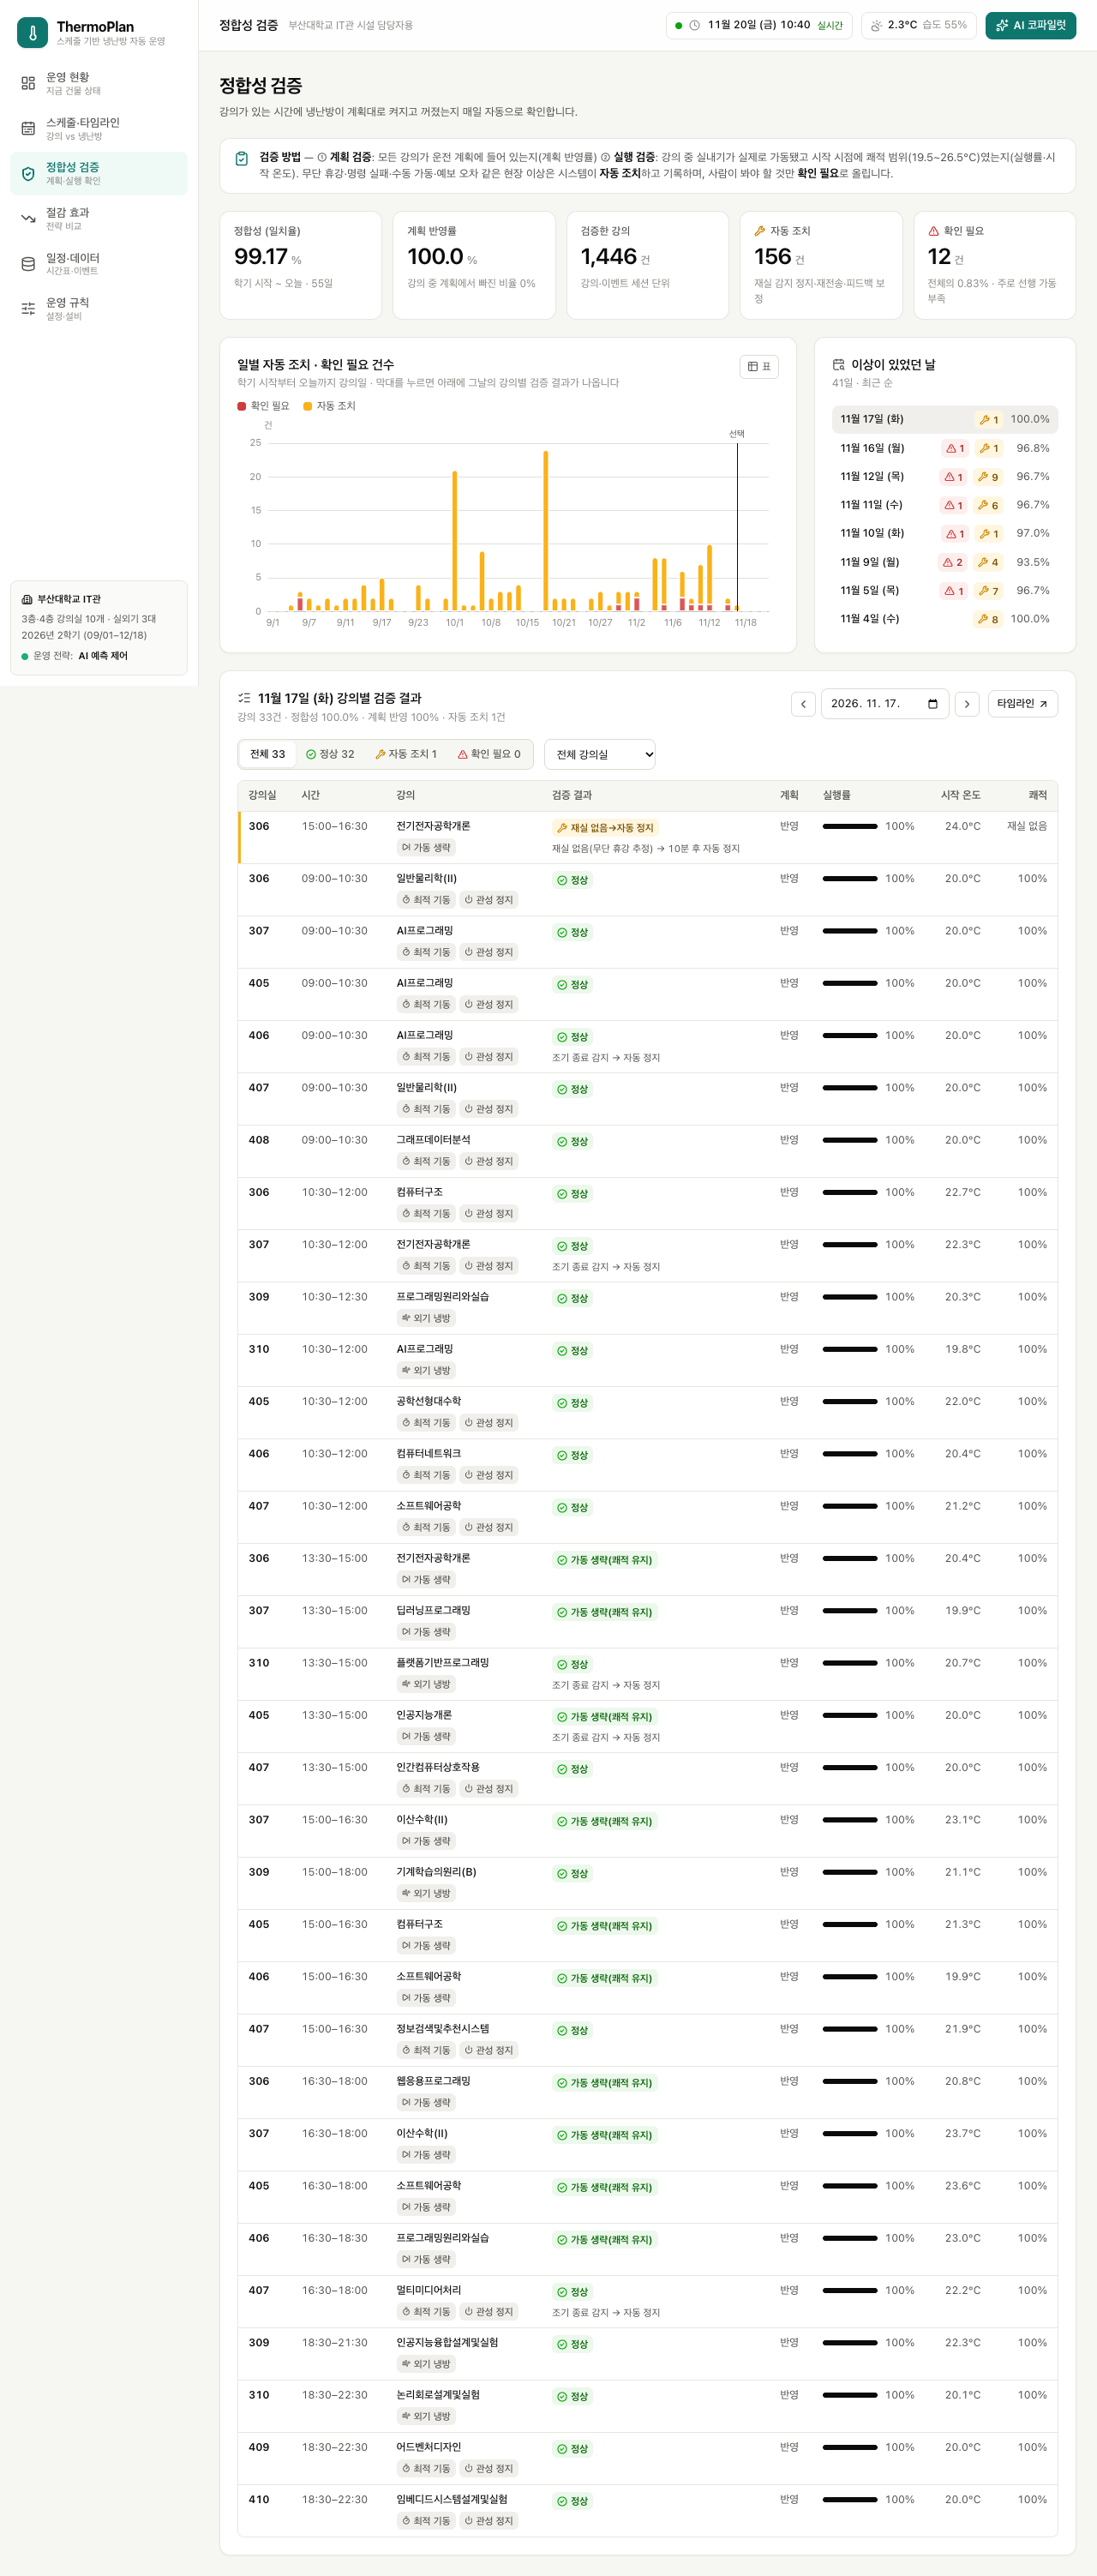 ThermoPlan
스케줄 기반 냉난방 자동 운영
운영 현황
지금 건물 상태
스케줄·타임라인
강의 vs 냉난방
정합성 검증
계획·실행 확인
절감 효과
전략 비교
일정·데이터
시간표·이벤트
운영 규칙
설정·설비
부산대학교 IT관
3층·4층 강의실 10개 · 실외기 3대
2026년 2학기 (09/01–12/18)
운영 전략: AI 예측 제어
정합성 검증 부산대학교 IT관 시설 담당자용
11월 20일 (금) 10:40 실시간
2.3°C 습도 55%
AI 코파일럿
정합성 검증
강의가 있는 시간에 냉난방이 계획대로 켜지고 꺼졌는지 매일 자동으로 확인합니다.
검증 방법 — ① 계획 검증: 모든 강의가 운전 계획에 들어 있는지(계획 반영률) ② 실행 검증: 강의 중 실내기가 실제로 가동됐고 시작 시점에 쾌적 범위(19.5~26.5°C)였는지(실행률·시
작 온도). 무단 휴강·명령 실패·수동 가동·예보 오차 같은 현장 이상은 시스템이 자동 조치하고 기록하며, 사람이 봐야 할 것만 확인 필요로 올립니다.
정합성 (일치율)
99.17 %
학기 시작 ~ 오늘 · 55일
계획 반영률
100.0 %
강의 중 계획에서 빠진 비율 0%
검증한 강의
1,446 건
강의·이벤트 세션 단위
자동 조치
156 건
재실 감지 정지·재전송·피드백 보
정
확인 필요
12 건
전체의 0.83% · 주로 선행 가동
부족
일별 자동 조치 · 확인 필요 건수
표
학기 시작부터 오늘까지 강의일 · 막대를 누르면 아래에 그날의 강의별 검증 결과가 나옵니다
확인 필요 자동 조치
건
선택
25
20
15
10
5
0
9/1 9/7 9/11 9/17 9/23 10/1 10/8 10/15 10/21 10/27 11/2 11/6 11/12 11/18
이상이 있었던 날
41일 · 최근 순
11월 17일 (화) 1 100.0%
11월 16일 (월) 1 1 96.8%
11월 12일 (목) 1 9 96.7%
11월 11일 (수) 1 6 96.7%
11월 10일 (화) 1 1 97.0%
11월 9일 (월) 2 4 93.5%
11월 5일 (목) 1 7 96.7%
11월 4일 (수) 8 100.0%
11월 17일 (화) 강의별 검증 결과
강의 33건 · 정합성 100.0% · 계획 반영 100% · 자동 조치 1건
2026. 11. 17.
타임라인
전체 33 정상 32 자동 조치 1 확인 필요 0 전체 강의실
강의실 시간 강의 검증 결과 계획 실행률 시작 온도 쾌적
306 15:00–16:30 전기전자공학개론 재실 없음→자동 정지 반영 100% 24.0°C 재실 없음
가동 생략 재실 없음(무단 휴강 추정) → 10분 후 자동 정지
306 09:00–10:30 일반물리학(II) 정상 반영 100% 20.0°C 100%
최적 기동 관성 정지
307 09:00–10:30 AI프로그래밍 정상 반영 100% 20.0°C 100%
최적 기동 관성 정지
405 09:00–10:30 AI프로그래밍 정상 반영 100% 20.0°C 100%
최적 기동 관성 정지
406 09:00–10:30 AI프로그래밍 정상 반영 100% 20.0°C 100%
최적 기동 관성 정지 조기 종료 감지 → 자동 정지
407 09:00–10:30 일반물리학(II) 정상 반영 100% 20.0°C 100%
최적 기동 관성 정지
408 09:00–10:30 그래프데이터분석 정상 반영 100% 20.0°C 100%
최적 기동 관성 정지
306 10:30–12:00 컴퓨터구조 정상 반영 100% 22.7°C 100%
최적 기동 관성 정지
307 10:30–12:00 전기전자공학개론 정상 반영 100% 22.3°C 100%
최적 기동 관성 정지 조기 종료 감지 → 자동 정지
309 10:30–12:30 프로그래밍원리와실습 정상 반영 100% 20.3°C 100%
외기 냉방
310 10:30–12:00 AI프로그래밍 정상 반영 100% 19.8°C 100%
외기 냉방
405 10:30–12:00 공학선형대수학 정상 반영 100% 22.0°C 100%
최적 기동 관성 정지
406 10:30–12:00 컴퓨터네트워크 정상 반영 100% 20.4°C 100%
최적 기동 관성 정지
407 10:30–12:00 소프트웨어공학 정상 반영 100% 21.2°C 100%
최적 기동 관성 정지
306 13:30–15:00 전기전자공학개론 가동 생략(쾌적 유지) 반영 100% 20.4°C 100%
가동 생략
307 13:30–15:00 딥러닝프로그래밍 가동 생략(쾌적 유지) 반영 100% 19.9°C 100%
가동 생략
310 13:30–15:00 플랫폼기반프로그래밍 정상 반영 100% 20.7°C 100%
외기 냉방 조기 종료 감지 → 자동 정지
405 13:30–15:00 인공지능개론 가동 생략(쾌적 유지) 반영 100% 20.0°C 100%
가동 생략 조기 종료 감지 → 자동 정지
407 13:30–15:00 인간컴퓨터상호작용 정상 반영 100% 20.0°C 100%
최적 기동 관성 정지
307 15:00–16:30 이산수학(II) 가동 생략(쾌적 유지) 반영 100% 23.1°C 100%
가동 생략
309 15:00–18:00 기계학습의원리(B) 정상 반영 100% 21.1°C 100%
외기 냉방
405 15:00–16:30 컴퓨터구조 가동 생략(쾌적 유지) 반영 100% 21.3°C 100%
가동 생략
406 15:00–16:30 소프트웨어공학 가동 생략(쾌적 유지) 반영 100% 19.9°C 100%
가동 생략
407 15:00–16:30 정보검색및추천시스템 정상 반영 100% 21.9°C 100%
최적 기동 관성 정지
306 16:30–18:00 웹응용프로그래밍 가동 생략(쾌적 유지) 반영 100% 20.8°C 100%
가동 생략
307 16:30–18:00 이산수학(II) 가동 생략(쾌적 유지) 반영 100% 23.7°C 100%
가동 생략
405 16:30–18:00 소프트웨어공학 가동 생략(쾌적 유지) 반영 100% 23.6°C 100%
가동 생략
406 16:30–18:30 프로그래밍원리와실습 가동 생략(쾌적 유지) 반영 100% 23.0°C 100%
가동 생략
407 16:30–18:00 멀티미디어처리 정상 반영 100% 22.2°C 100%
최적 기동 관성 정지 조기 종료 감지 → 자동 정지
309 18:30–21:30 인공지능융합설계및실험 정상 반영 100% 22.3°C 100%
외기 냉방
310 18:30–22:30 논리회로설계및실험 정상 반영 100% 20.1°C 100%
외기 냉방
409 18:30–22:30 어드벤처디자인 정상 반영 100% 20.0°C 100%
최적 기동 관성 정지
410 18:30–22:30 임베디드시스템설계및실험 정상 반영 100% 20.0°C 100%
최적 기동 관성 정지